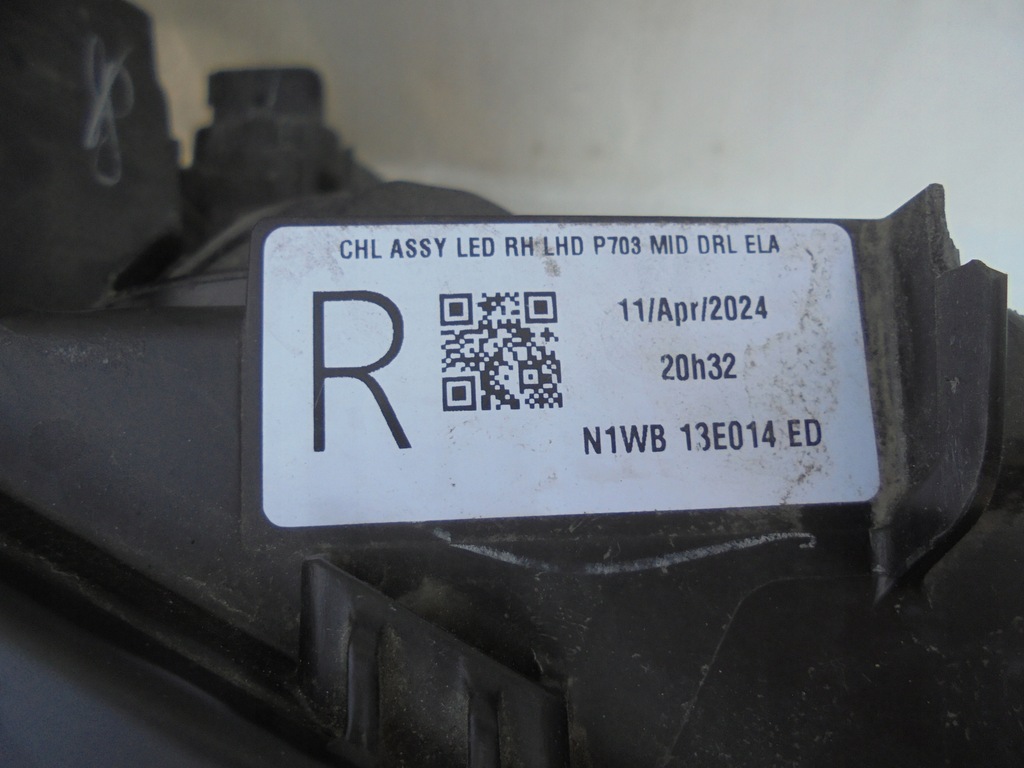 CHL ASSY LED RH LHD P703 MID DRL ELA
R
11/Apr/2024
20h32
N1WB 13E014 ED